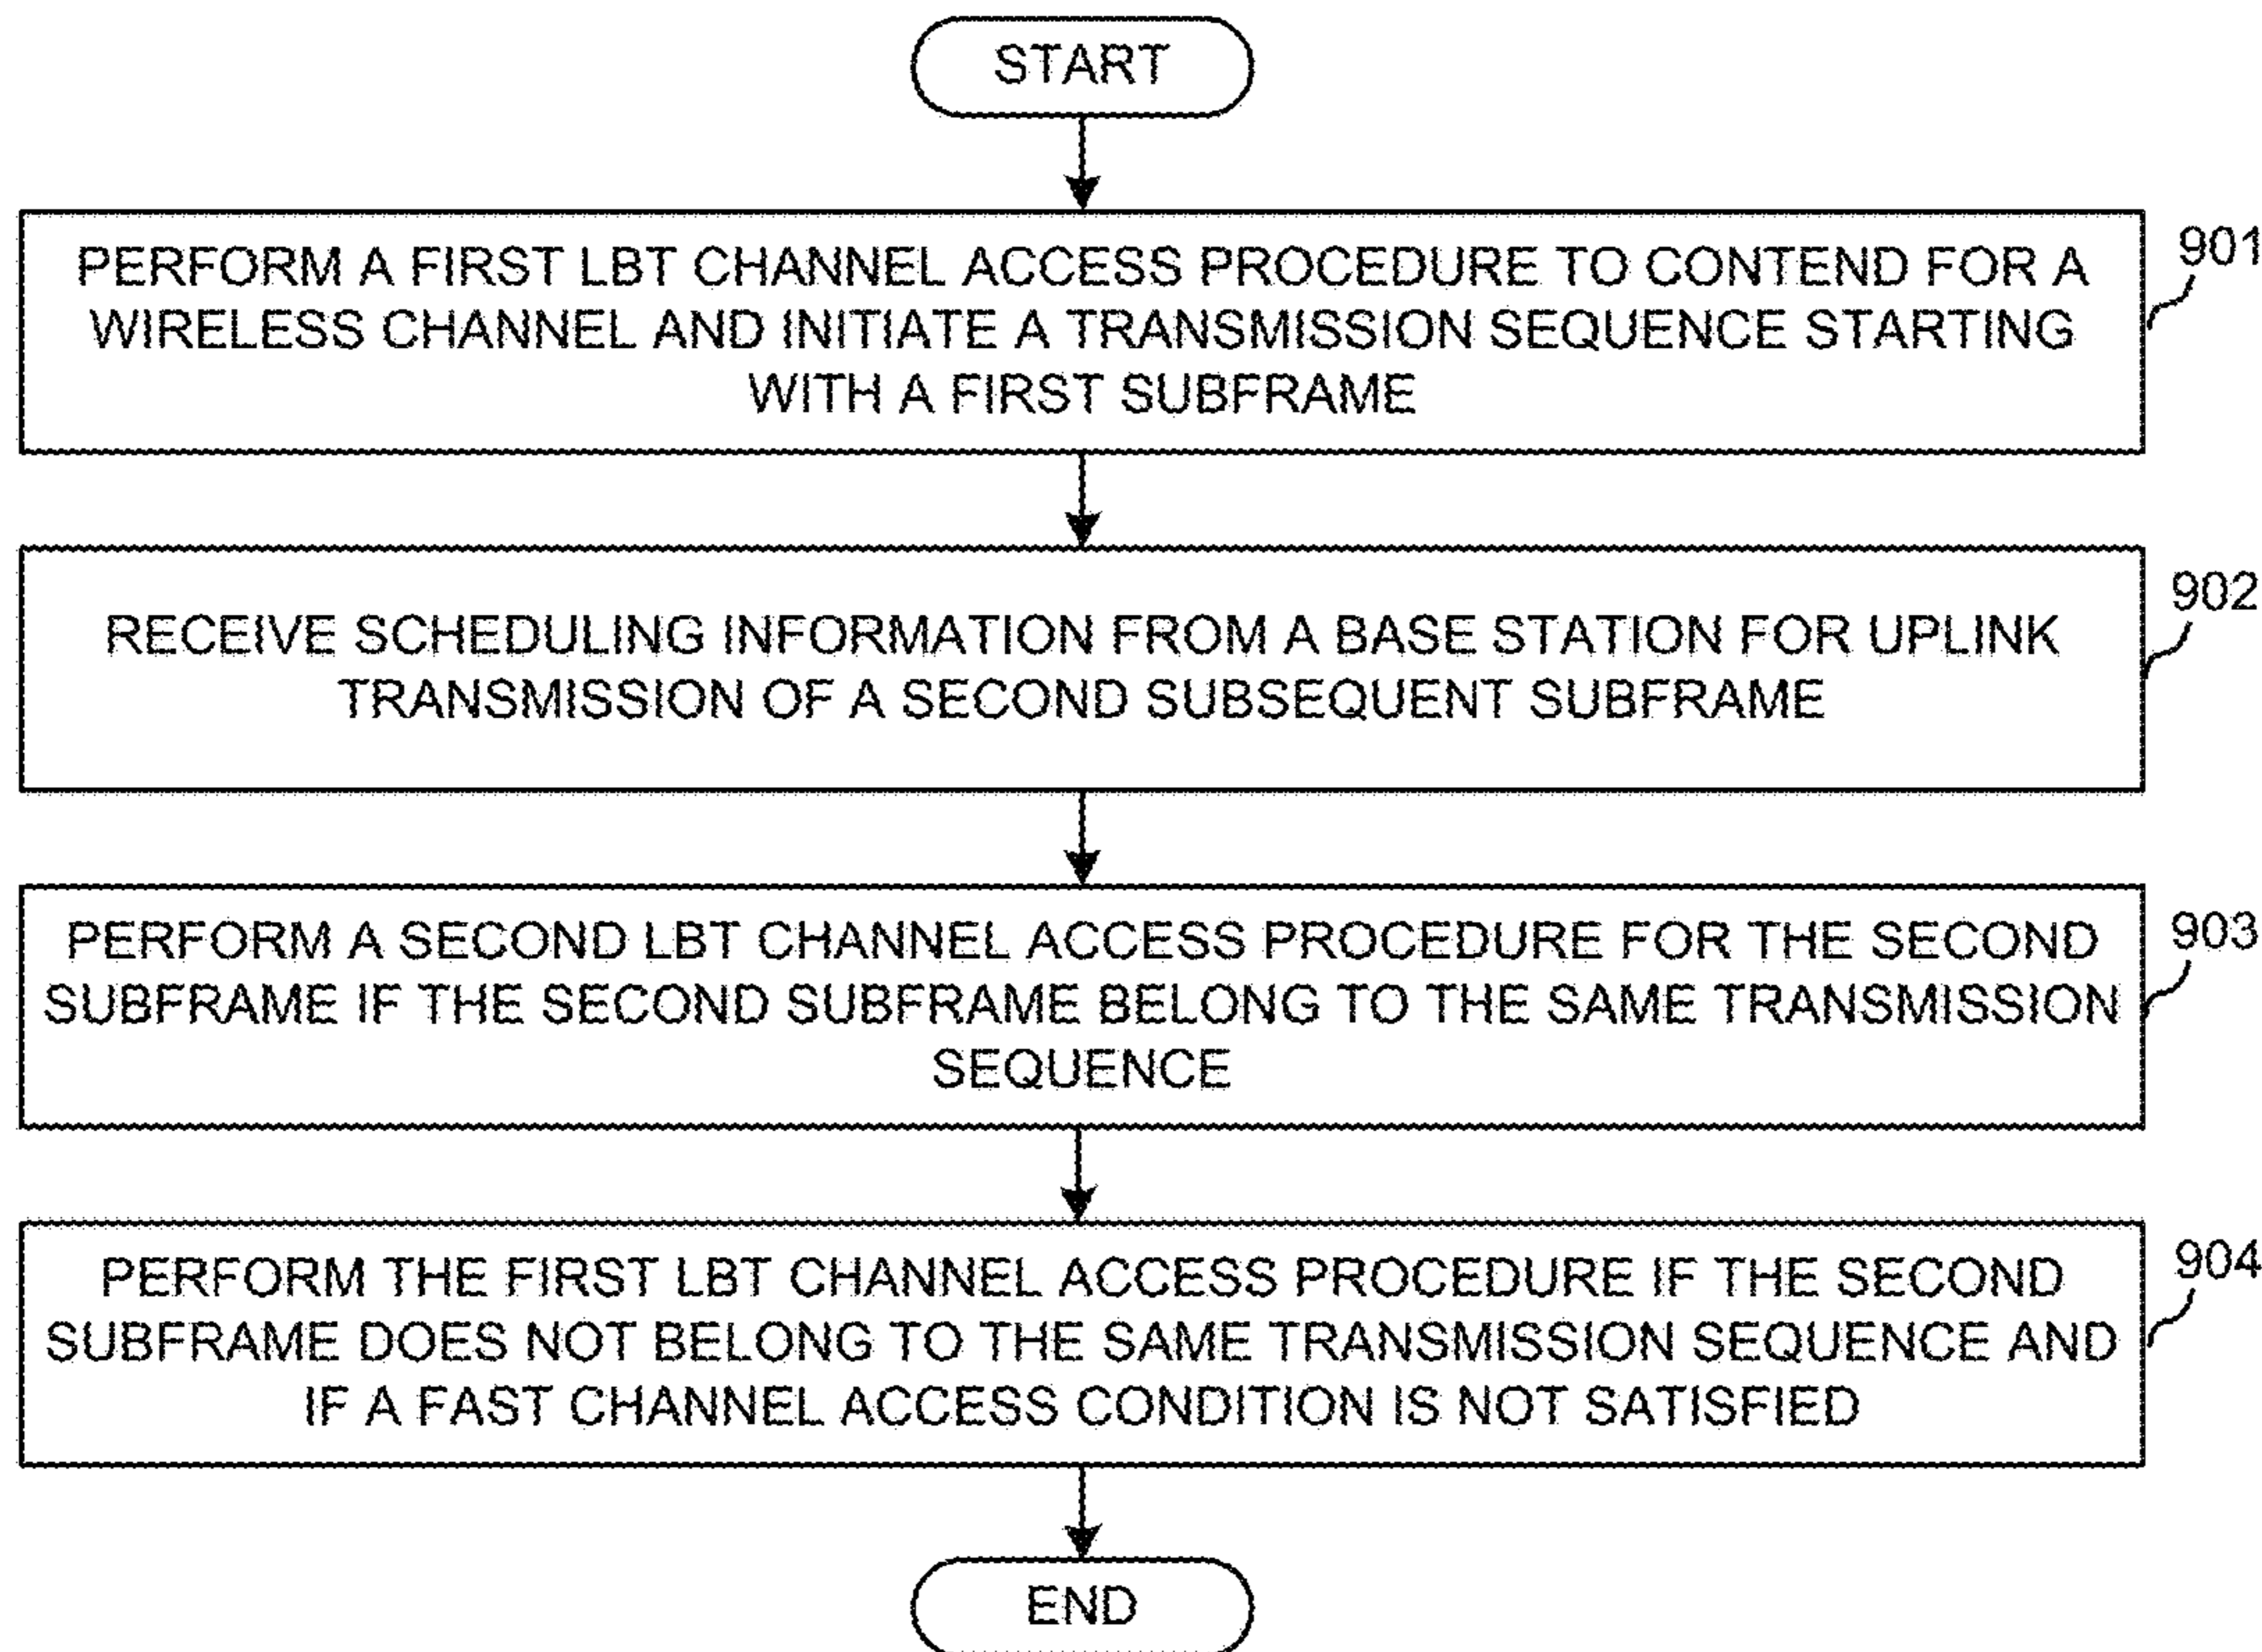 START
PERFORM A FIRST LBT CHANNEL ACCESS PROCEDURE TO CONTEND FOR A
WIRELESS CHANNEL AND INITIATE A TRANSMISSION SEQUENCE STARTING
WITH A FIRST SUBFRAME
901
RECEIVE SCHEDULING INFORMATION FROM A BASE STATION FOR UPLINK
TRANSMISSION OF A SECOND SUBSEQUENT SUBFRAME
902
PERFORM A SECOND LBT CHANNEL ACCESS PROCEDURE FOR THE SECOND
SUBFRAME IF THE SECOND SUBFRAME BELONG TO THE SAME TRANSMISSION
SEQUENCE
903
PERFORM THE FIRST LBT CHANNEL ACCESS PROCEDURE IF THE SECOND
SUBFRAME DOES NOT BELONG TO THE SAME TRANSMISSION SEQUENCE AND
IF A FAST CHANNEL ACCESS CONDITION IS NOT SATISFIED
904
END